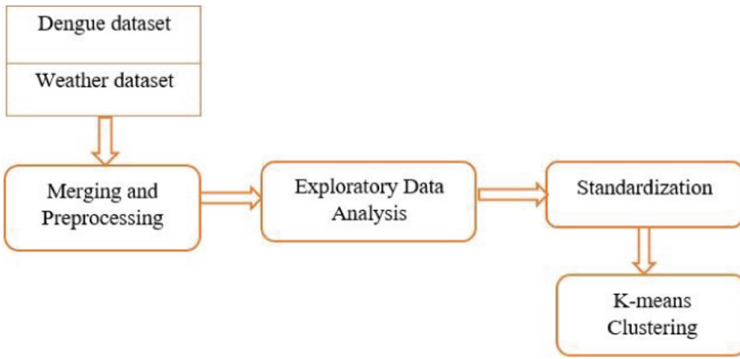 Dengue dataset
Weather dataset
Merging and
Preprocessing
Exploratory Data
Analysis
Standardization
K-means
Clustering